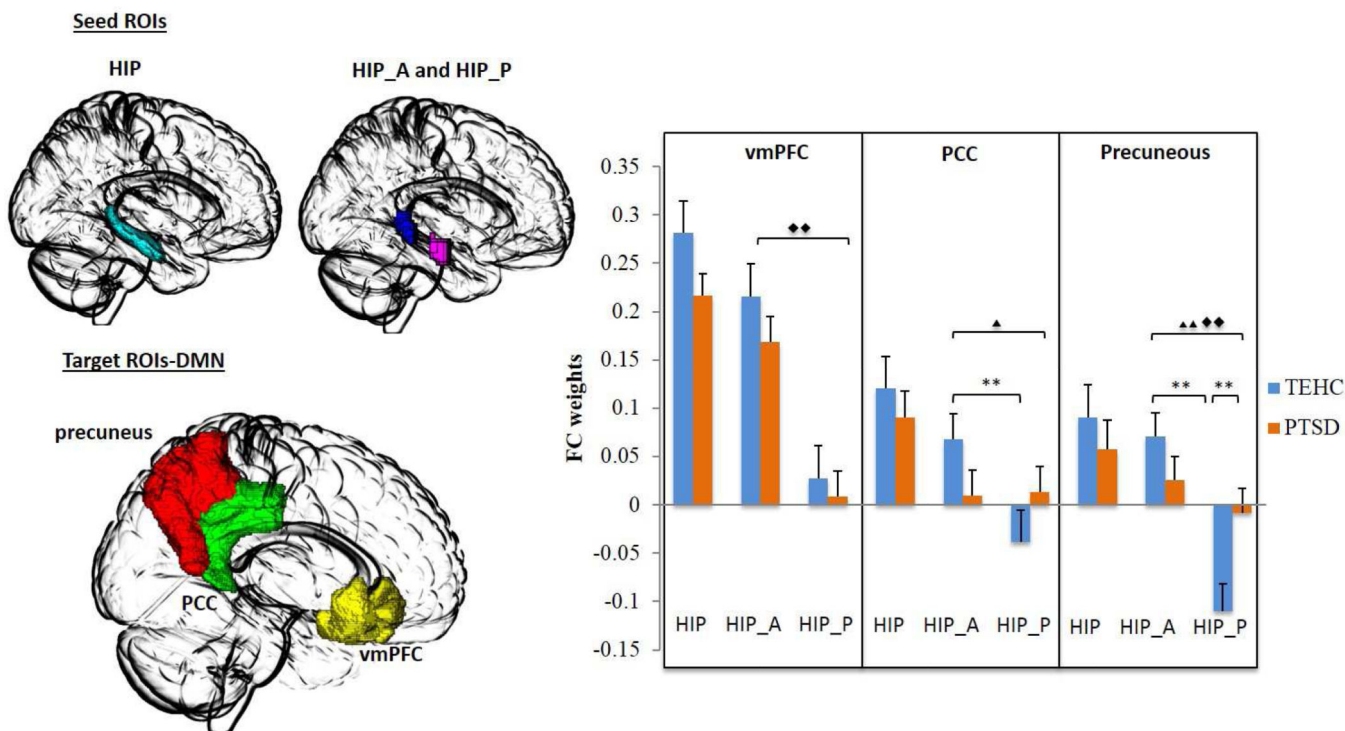 Seed ROIs
HIP
HIP_A and HIP_P
Target ROIs-DMN
precuneus
PCC
vmPFC
vmPFC
PCC
Precuneous
FC weights
0.35
0.3
0.25
0.2
0.15
0.1
0.05
0
-0.05
-0.1
-0.15
◆◆
▲
**
▲▲ ◆◆
** **
HIP HIP_A HIP_P HIP HIP_A HIP_P HIP HIP_A HIP_P
TEHC
PTSD